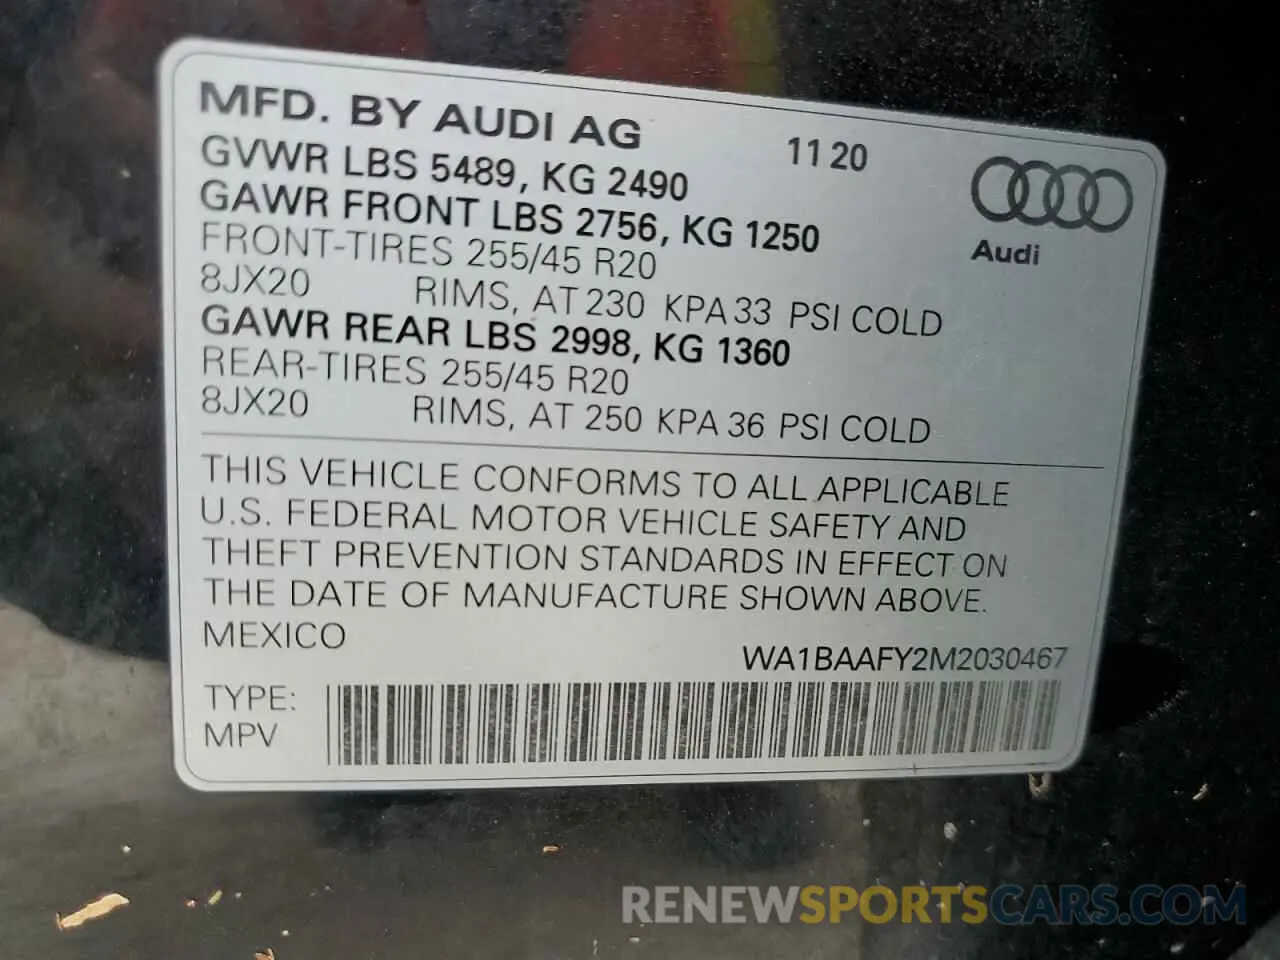 MFD. BY AUDI AG 11 20
GVWR LBS 5489, KG 2490
GAWR FRONT LBS 2756, KG 1250
Audi
FRONT-TIRES 255/45 R20
8JX20 RIMS, AT 230 KPA 33 PSI COLD
GAWR REAR LBS 2998, KG 1360
REAR-TIRES 255/45 R20
8JX20 RIMS, AT 250 KPA 36 PSI COLD
THIS VEHICLE CONFORMS TO ALL APPLICABLE
U.S. FEDERAL MOTOR VEHICLE SAFETY AND
THEFT PREVENTION STANDARDS IN EFFECT ON
THE DATE OF MANUFACTURE SHOWN ABOVE.
MEXICO
WA1BAAFY2M2030467
TYPE:
MPV
RENEWSPORTSCARS.COM